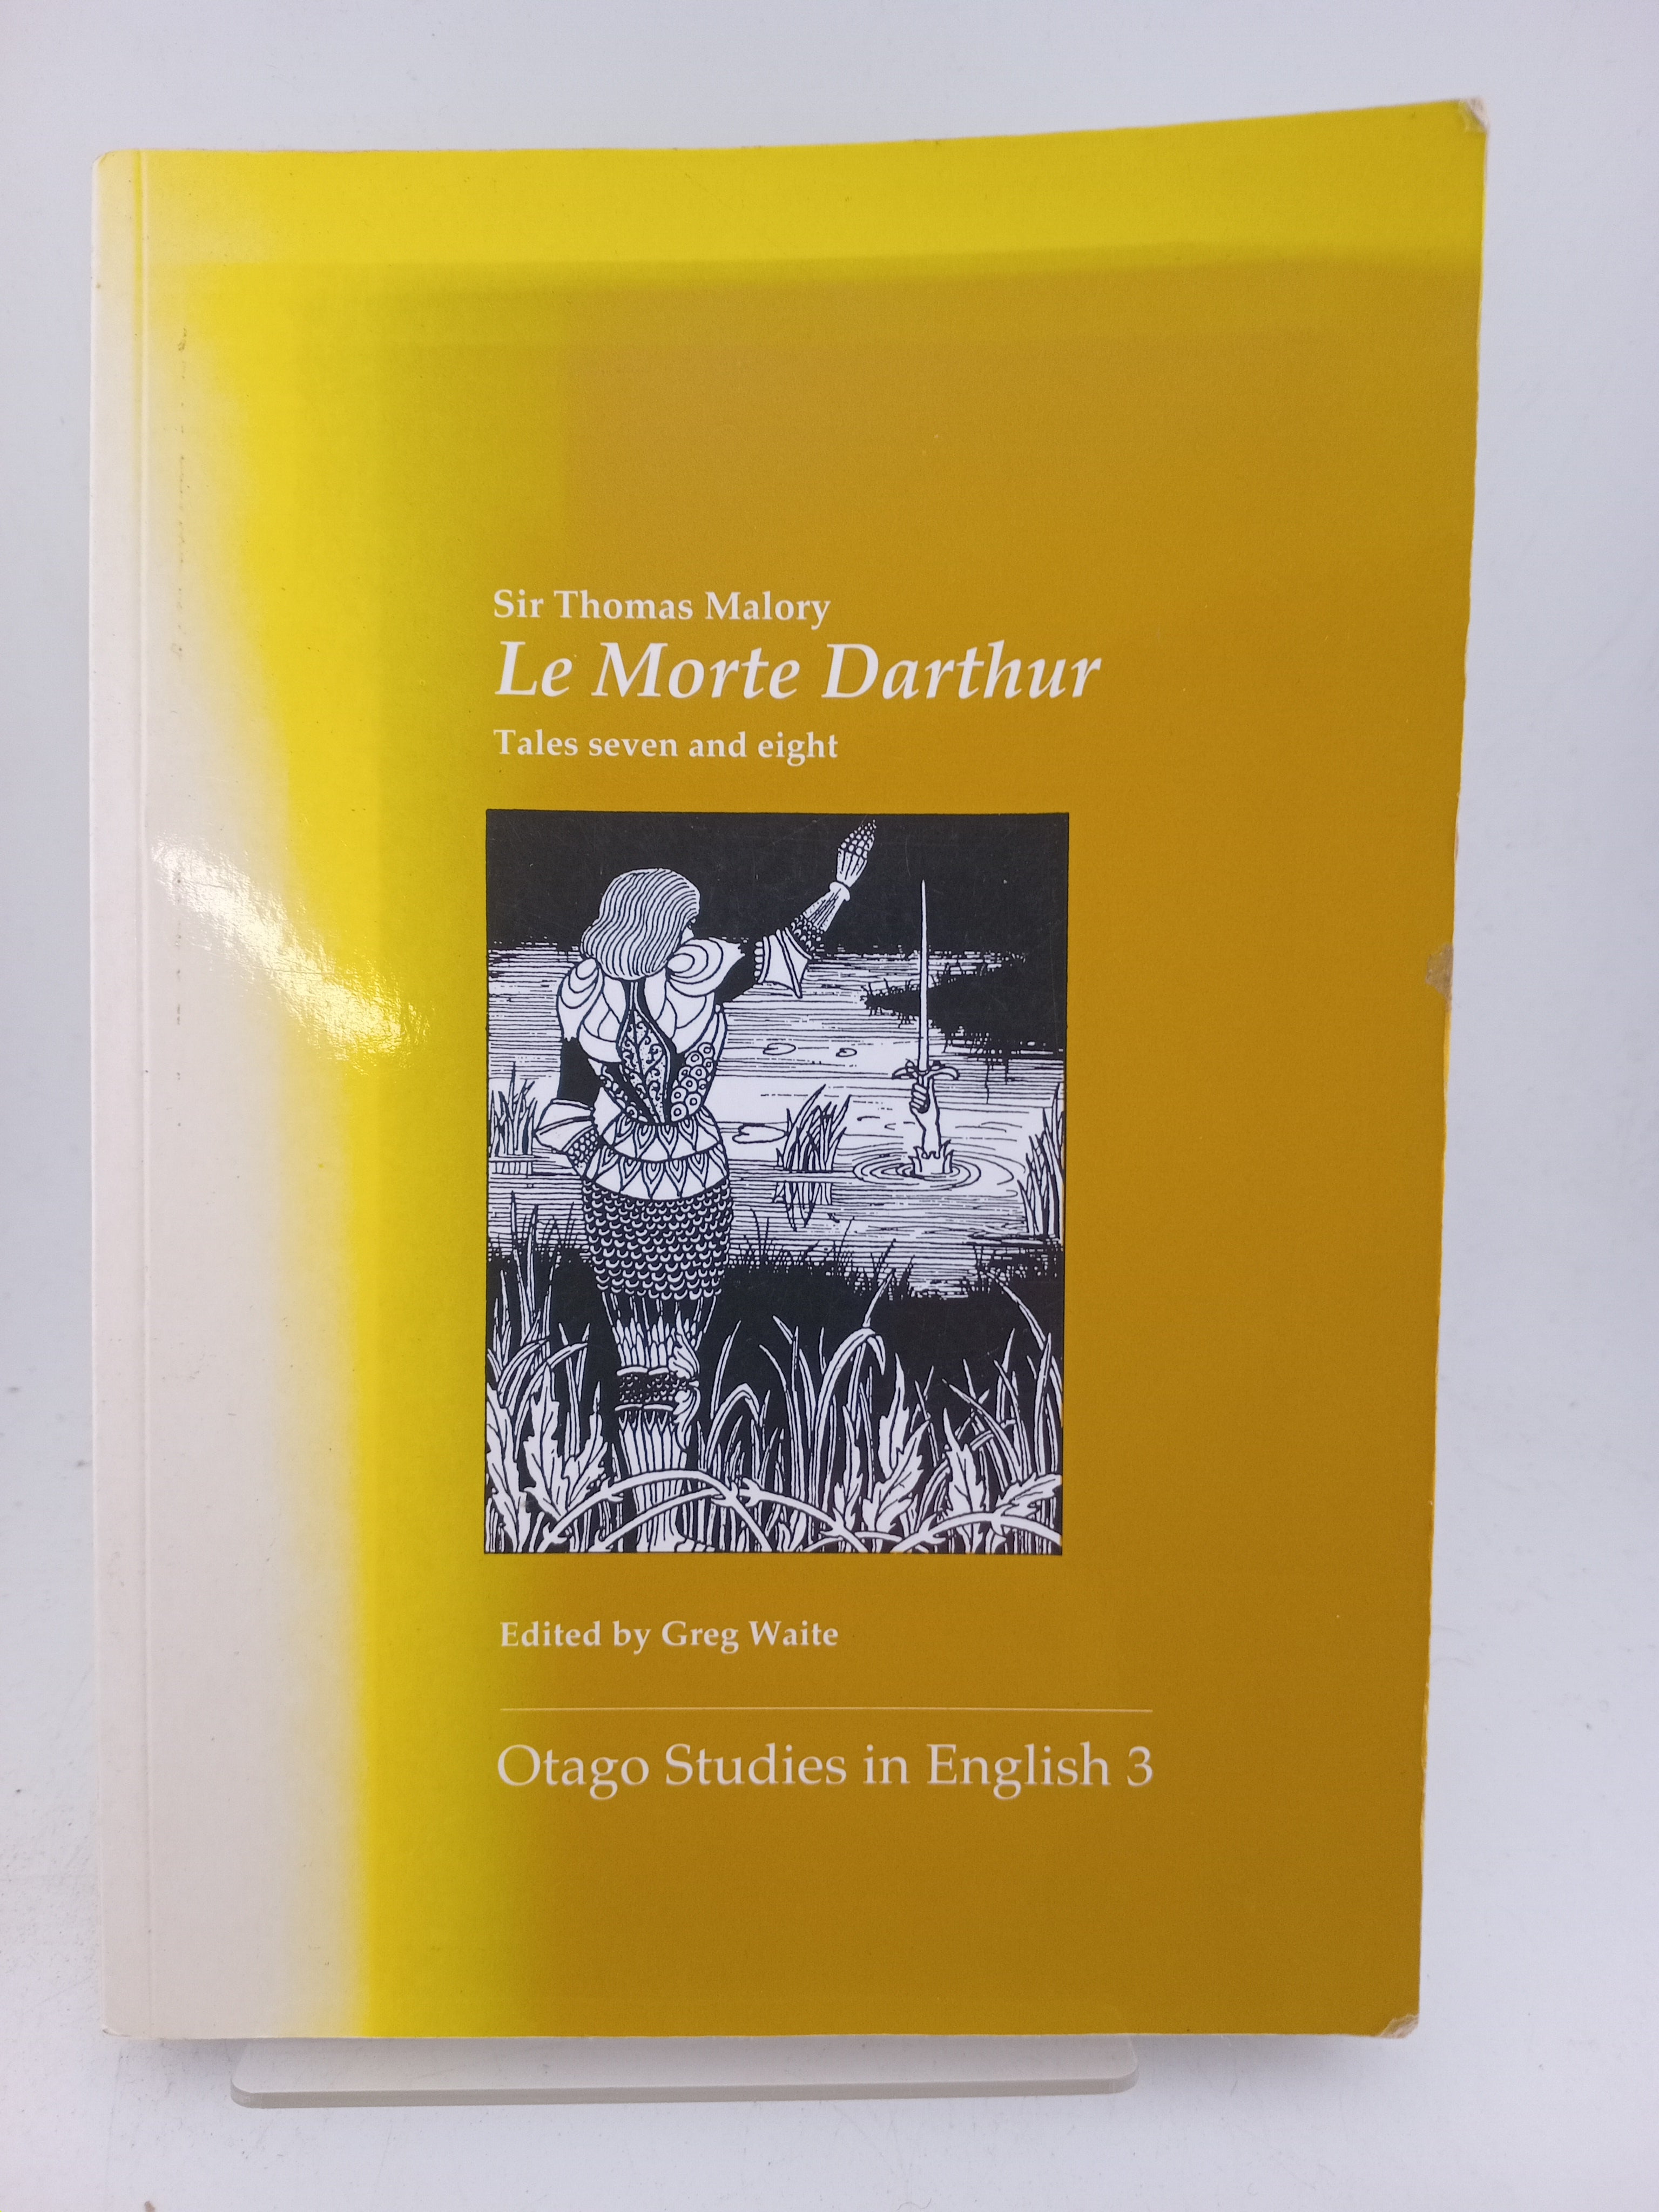 Sir Thomas Malory
Le Morte Darthur
Tales seven and eight
Edited by Greg Waite
Otago Studies in English 3